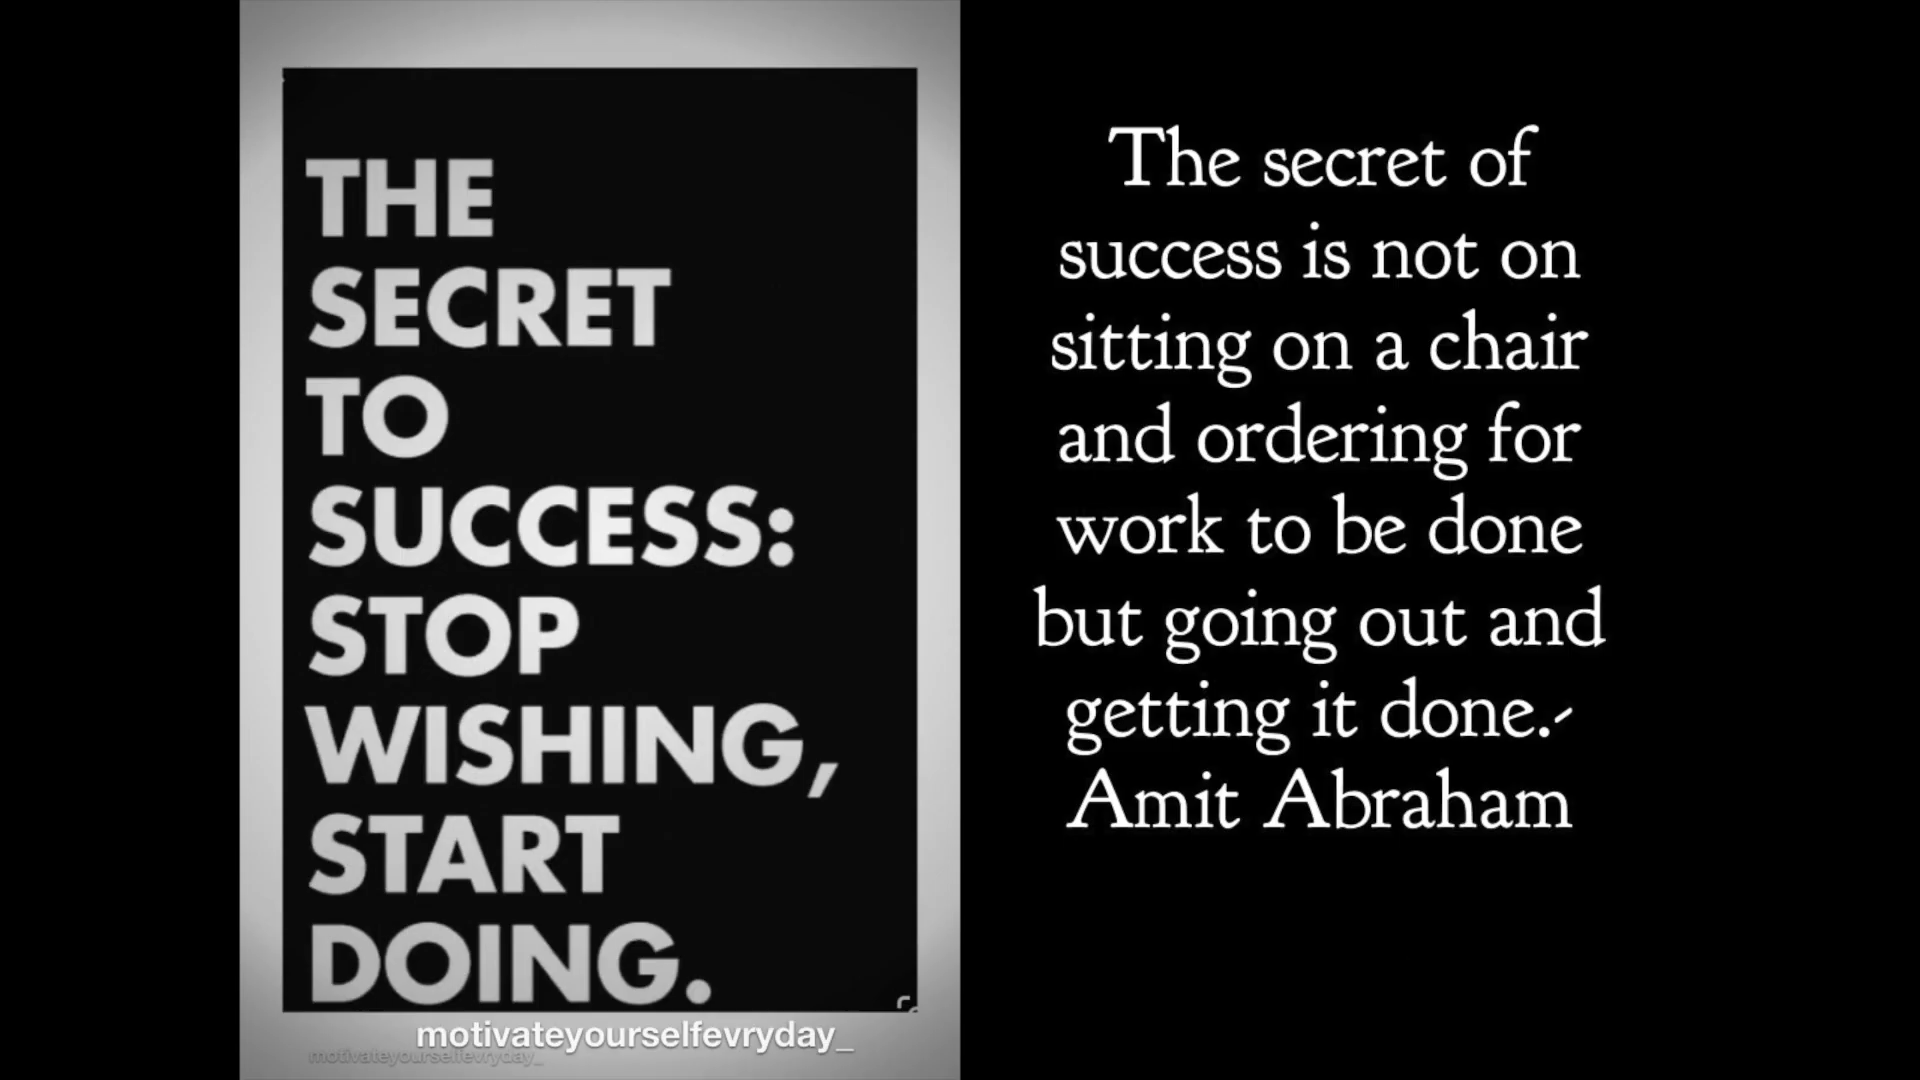 THE
SECRET
TO
SUCCESS:
STOP
WISHING,
START
DOING.
motivateyourselfevryday_
motivateyourselfevryday_
The secret of
success is not on
sitting on a chair
and ordering for
work to be done
but going out and
getting it done.-
Amit Abraham